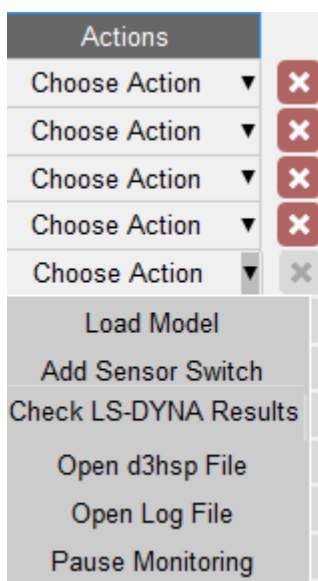 Actions
Choose Action
Choose Action
Choose Action
Choose Action
Choose Action
Load Model
Add Sensor Switch
Check LS-DYNA Results
Open d3hsp File
Open Log File
Pause Monitoring